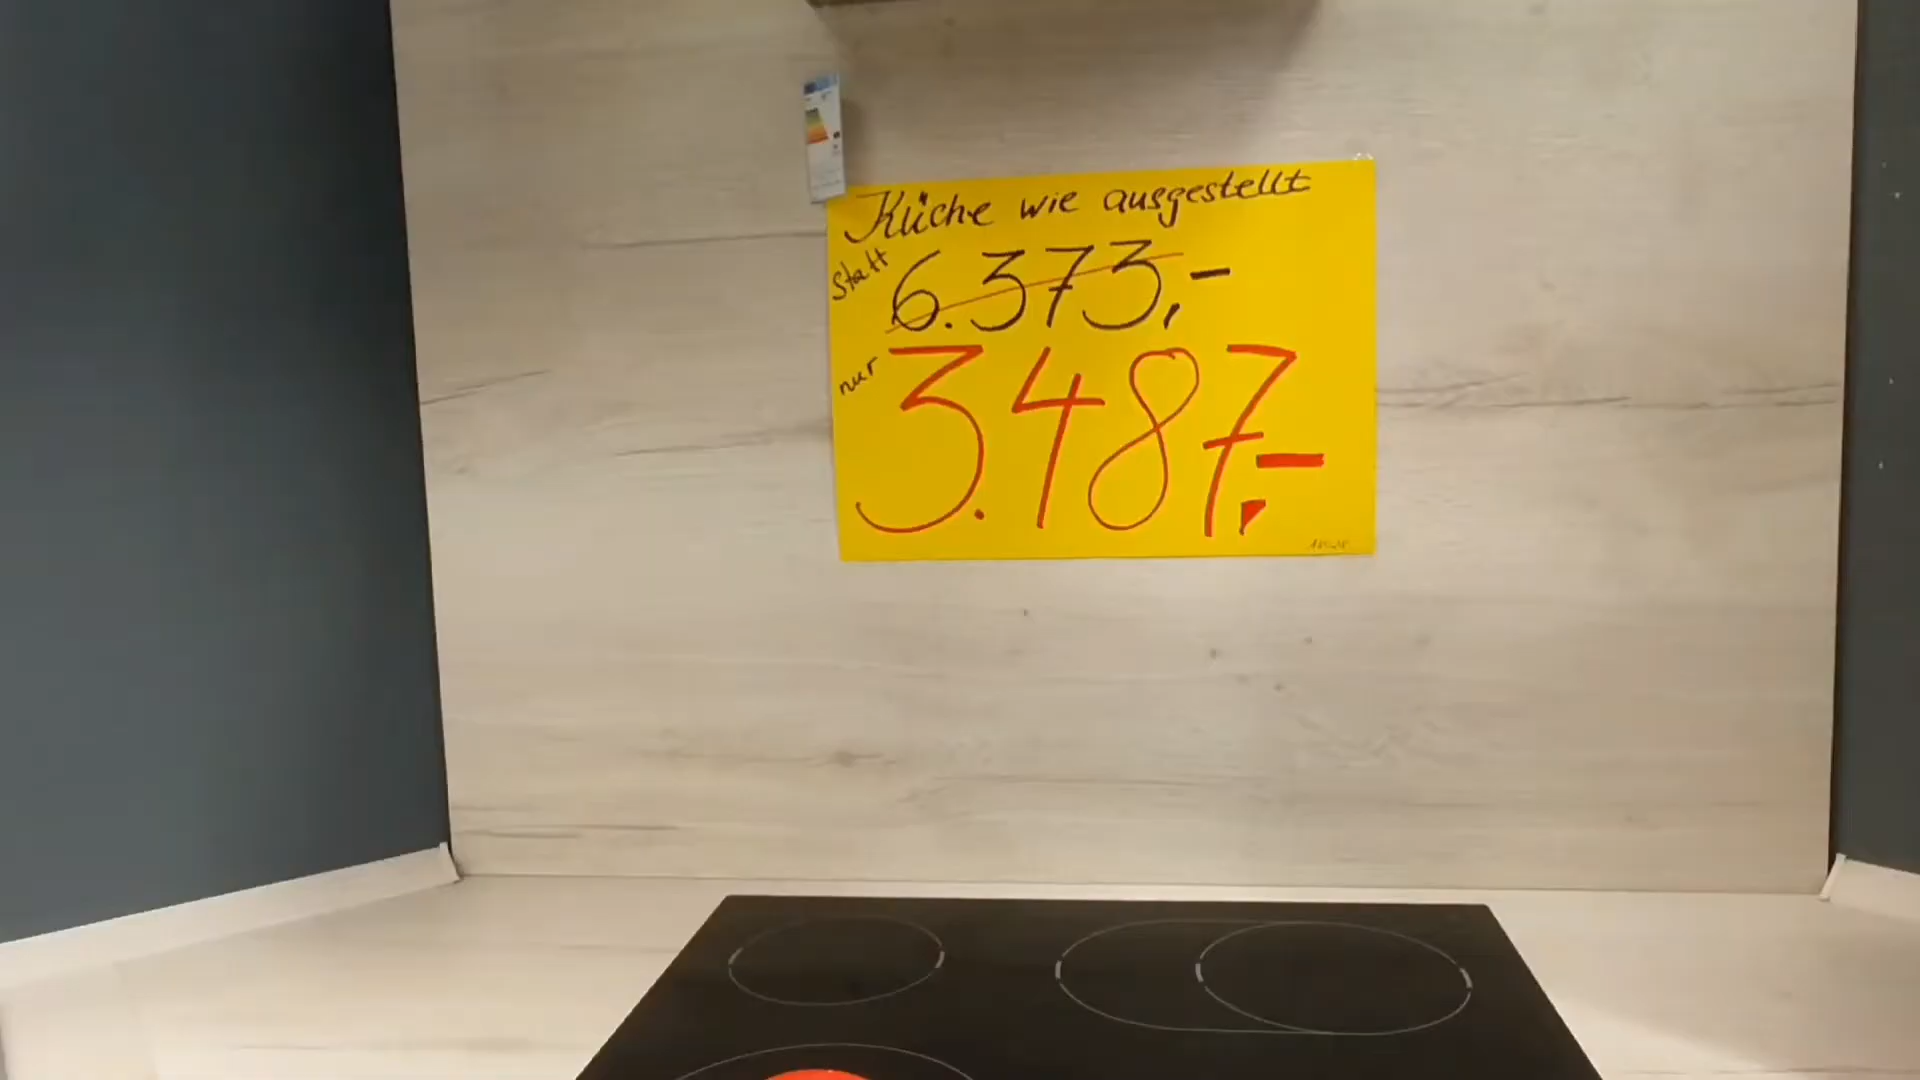 Küche wie ausgestellt
Statt 6.373,-
nur 3.487,-